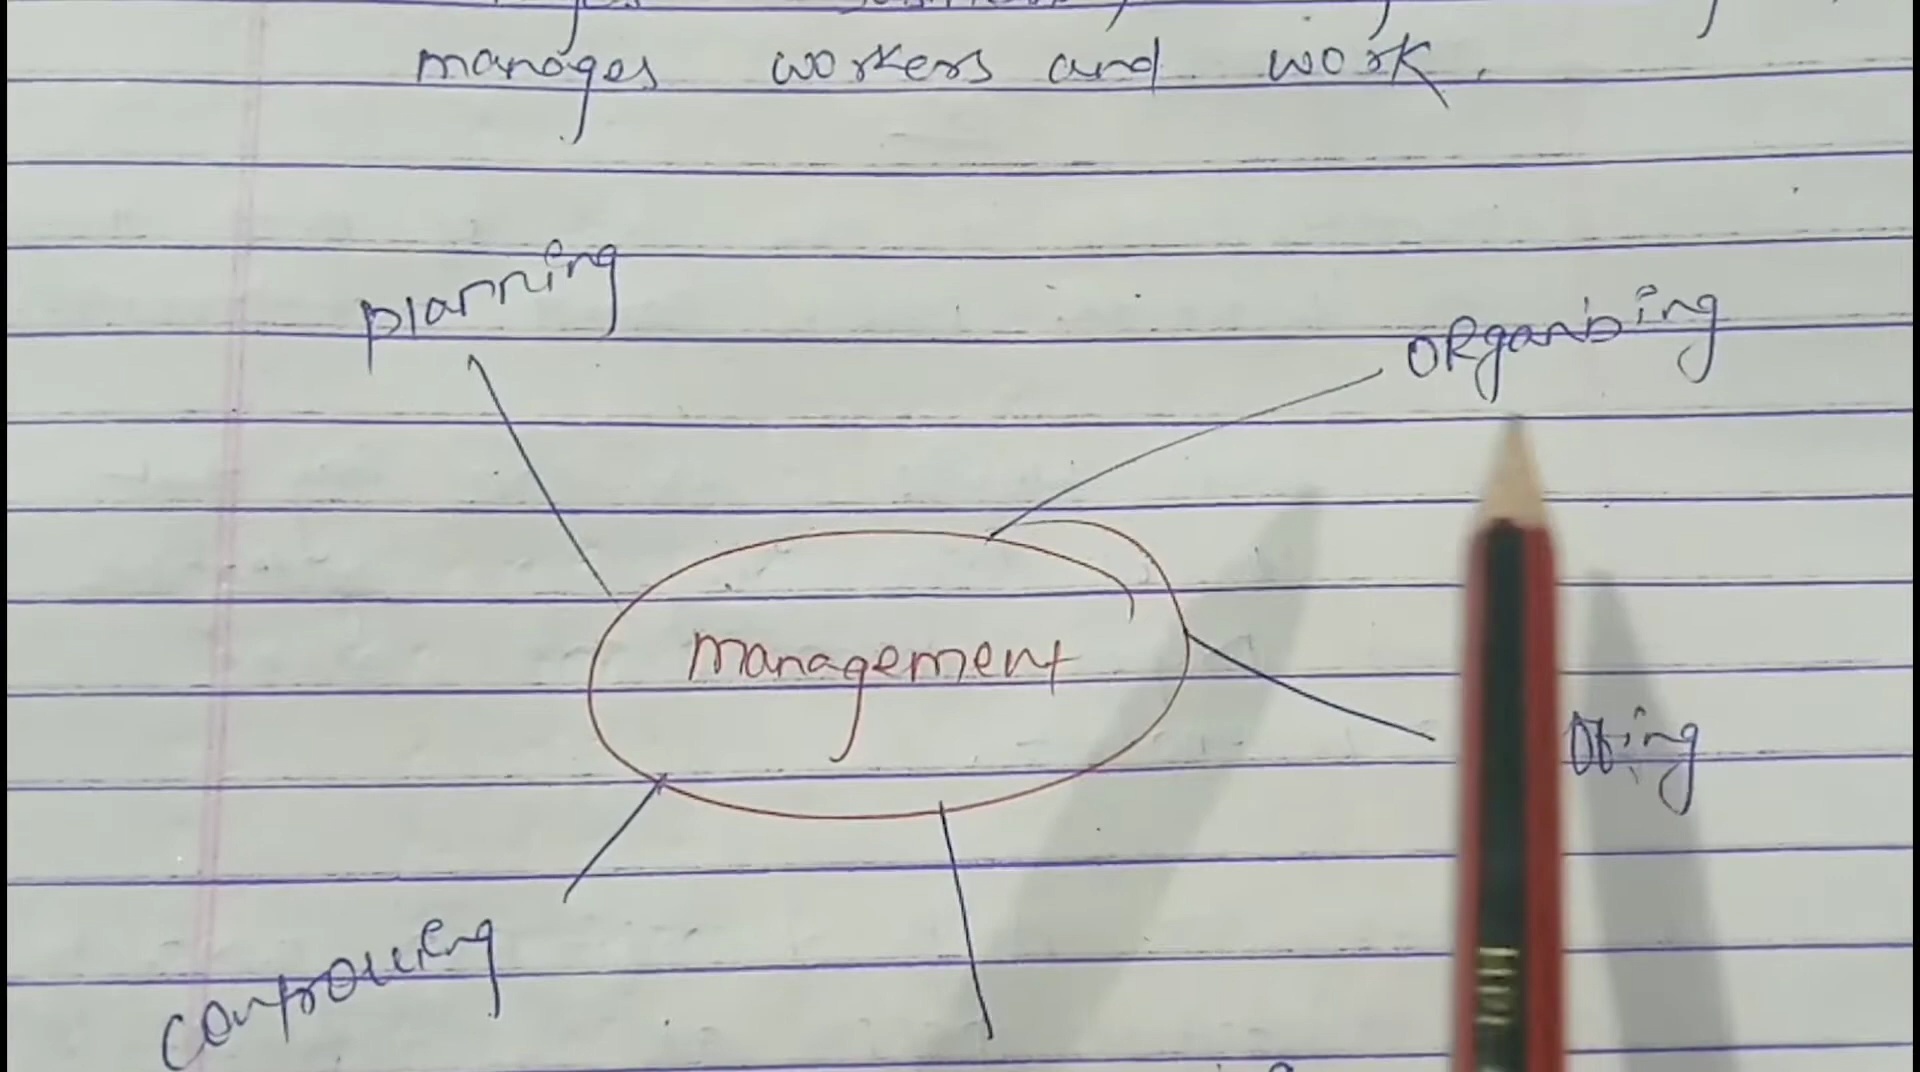 manages workers and work.
planning
organising
management
controlling